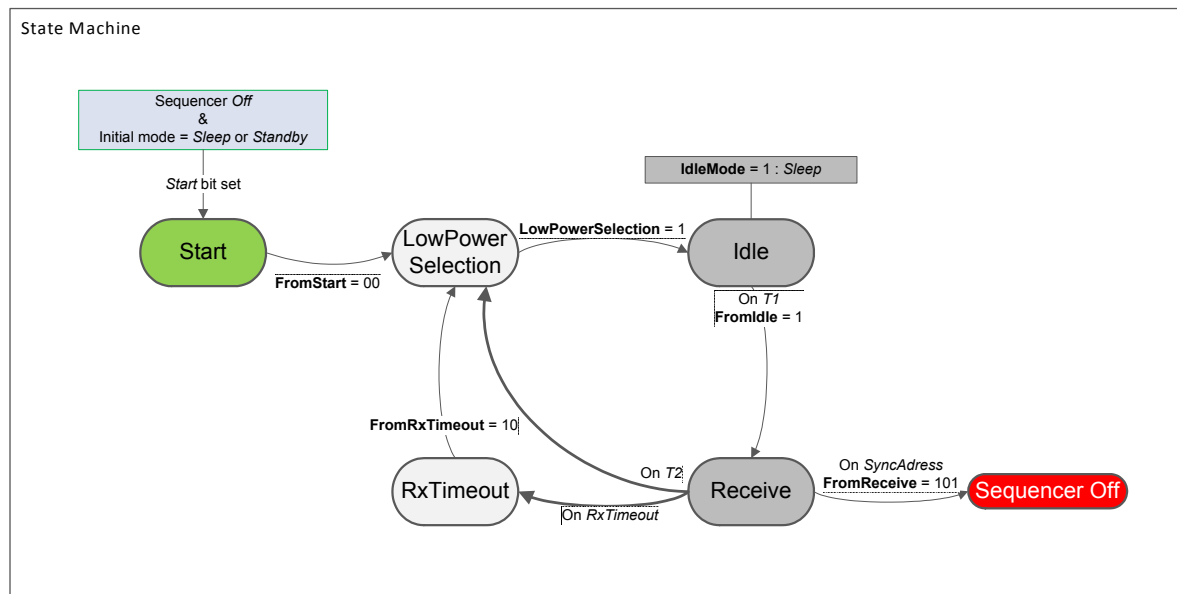 State Machine
Sequencer Off
&
Initial mode = Sleep or Standby
IdleMode = 1 : Sleep
Start bit set
Start
LowPower
Selection
LowPowerSelection = 1
Idle
FromStart = 00
On T1
FromIdle = 1
FromRxTimeout = 10
On T2
On SyncAdress
FromReceive = 101
RxTimeout
On RxTimeout
Receive
Sequencer Off